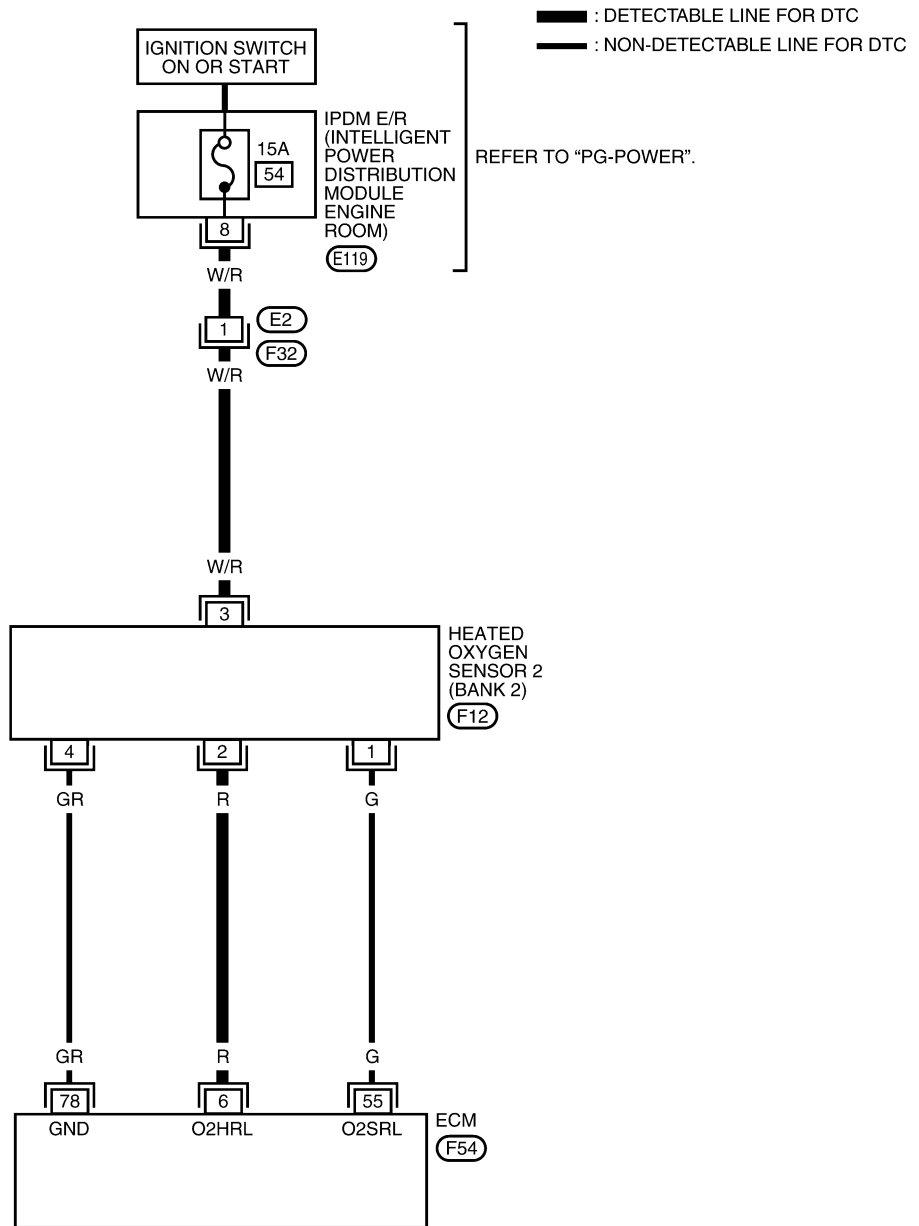 : DETECTABLE LINE FOR DTC
: NON-DETECTABLE LINE FOR DTC
IGNITION SWITCH
ON OR START
IPDM E/R
(INTELLIGENT
POWER
DISTRIBUTION
MODULE
ENGINE
ROOM)
E119
15A
54
REFER TO “PG-POWER”.
8
W/R
1
E2
F32
W/R
W/R
3
HEATED
OXYGEN
SENSOR 2
(BANK 2)
F12
4 2 1
GR R G
GR R G
78 6 55
GND O2HRL O2SRL
ECM
F54